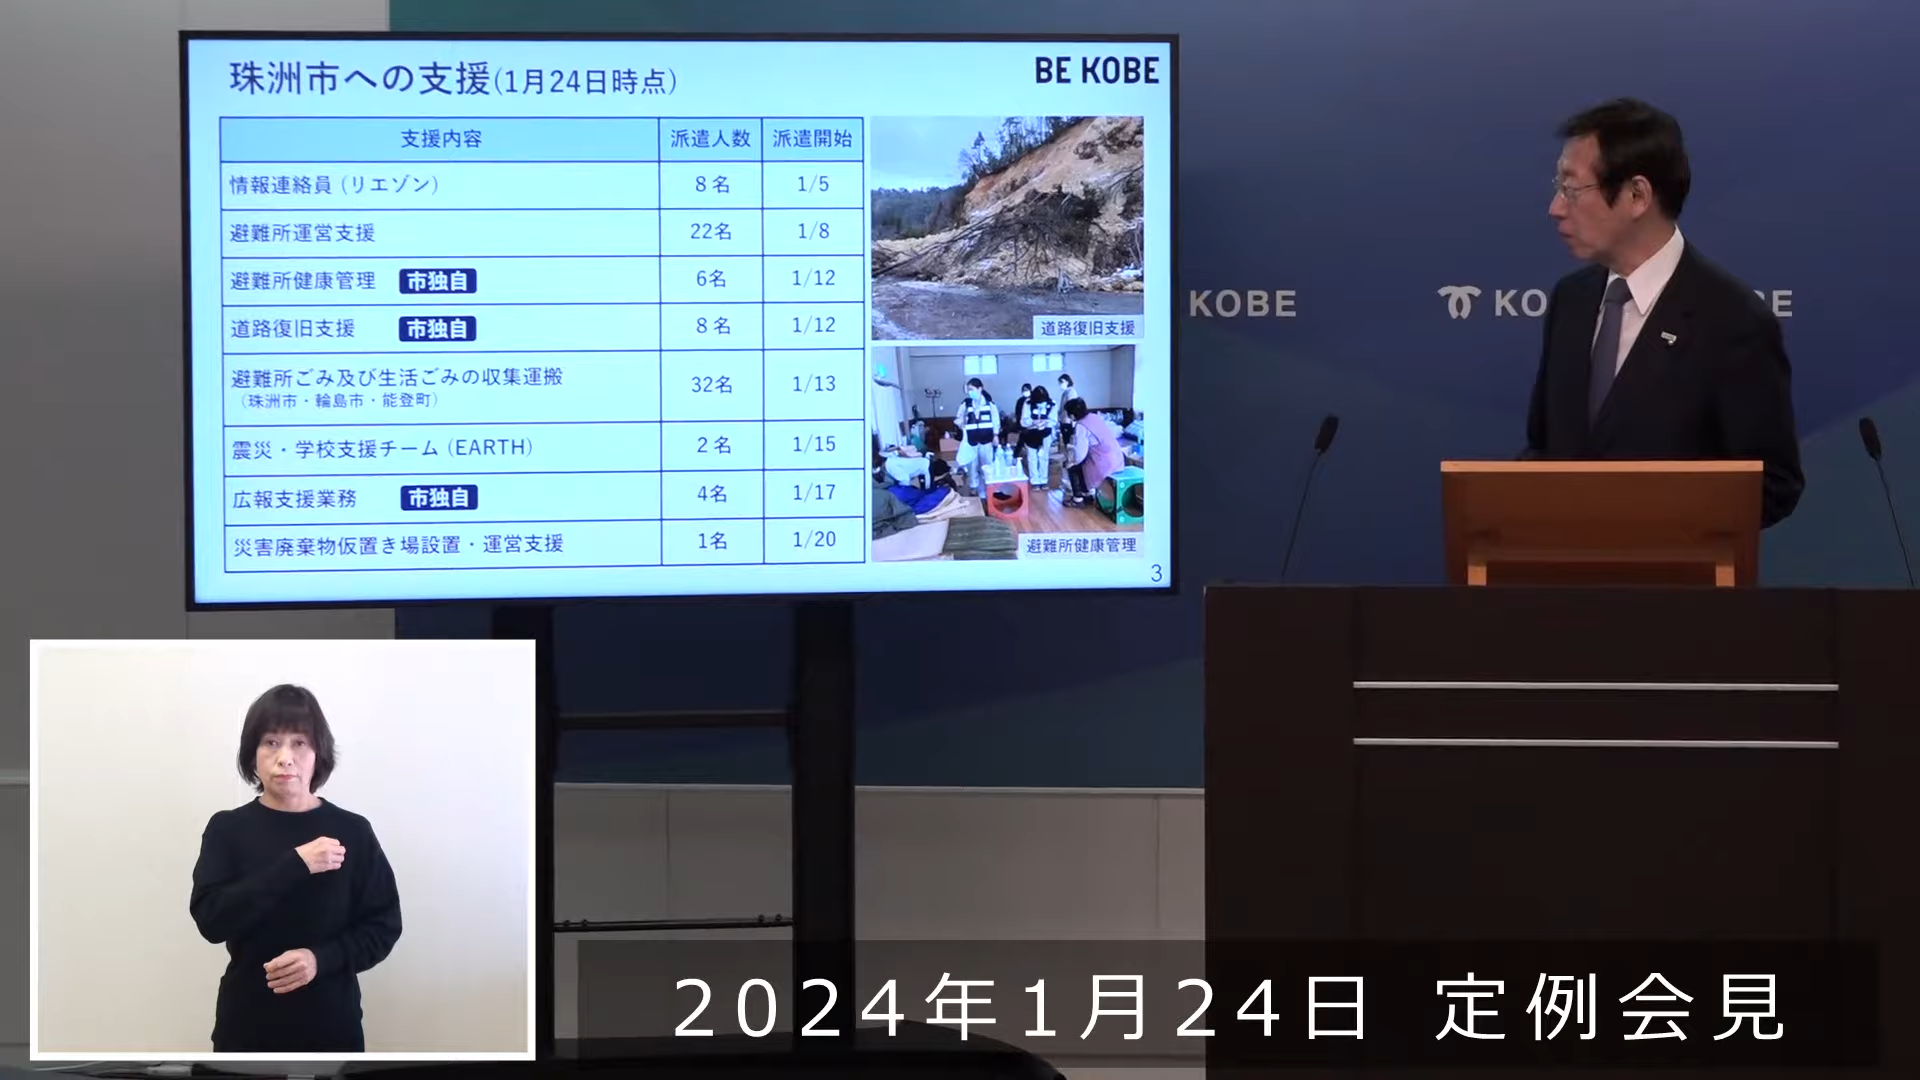 珠洲市への支援(1月24日時点)
BE KOBE
支援内容 派遣人数 派遣開始
情報連絡員 (リエゾン) 8名 1/5
避難所運営支援 22名 1/8
避難所健康管理 市独自 6名 1/12
道路復旧支援 市独自 8名 1/12
避難所ごみ及び生活ごみの収集運搬 32名 1/13
(珠洲市・輪島市・能登町)
震災・学校支援チーム (EARTH) 2名 1/15
広報支援業務 市独自 4名 1/17
災害廃棄物仮置き場設置・運営支援 1名 1/20
道路復旧支援
避難所健康管理
3
KOBE
KO
E
2024年1月24日 定例会見